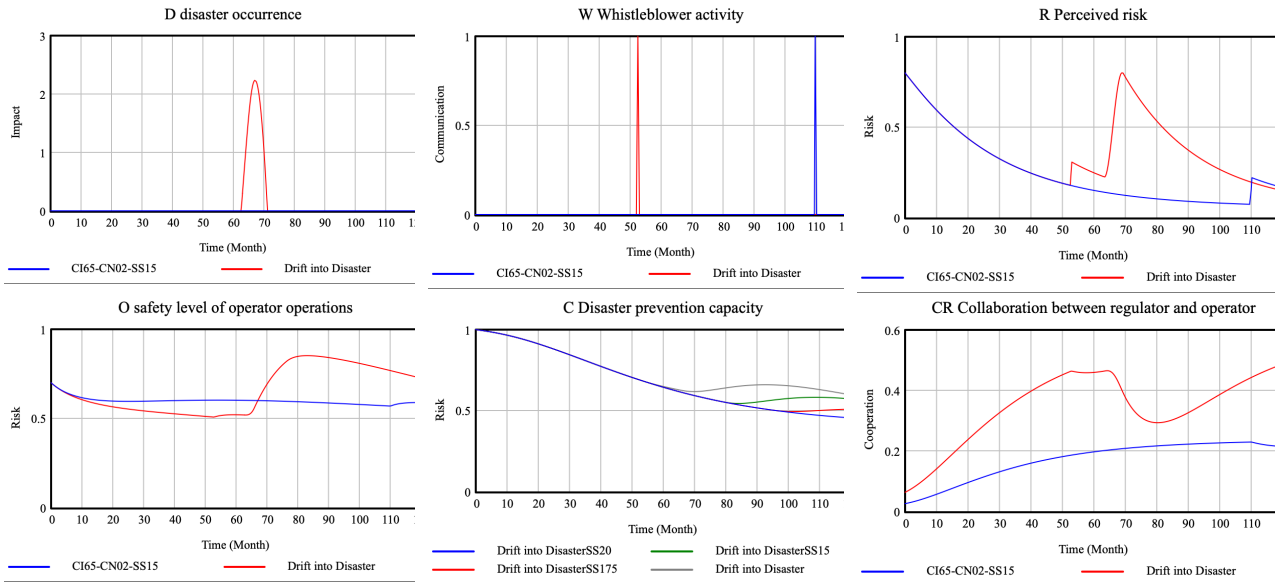 D disaster occurrence
3
2
1
0
Impact
0 10 20 30 40 50 60 70 80 90 100 110
Time (Month)
CI65-CN02-SS15 Drift into Disaster
W Whistleblower activity
1
0.5
0
Communication
0 10 20 30 40 50 60 70 80 90 100 110
Time (Month)
CI65-CN02-SS15 Drift into Disaster
R Perceived risk
1
0.5
0
Risk
0 10 20 30 40 50 60 70 80 90 100 110
Time (Month)
CI65-CN02-SS15 Drift into Disaster
O safety level of operator operations
1
0.5
0
Risk
0 10 20 30 40 50 60 70 80 90 100 110
Time (Month)
CI65-CN02-SS15 Drift into Disaster
C Disaster prevention capacity
1
0.5
0
Risk
0 10 20 30 40 50 60 70 80 90 100 110
Time (Month)
Drift into DisasterSS20 Drift into DisasterSS15
Drift into DisasterSS175 Drift into Disaster
CR Collaboration between regulator and operator
0.6
0.4
0.2
0
Cooperation
0 10 20 30 40 50 60 70 80 90 100 110
Time (Month)
CI65-CN02-SS15 Drift into Disaster